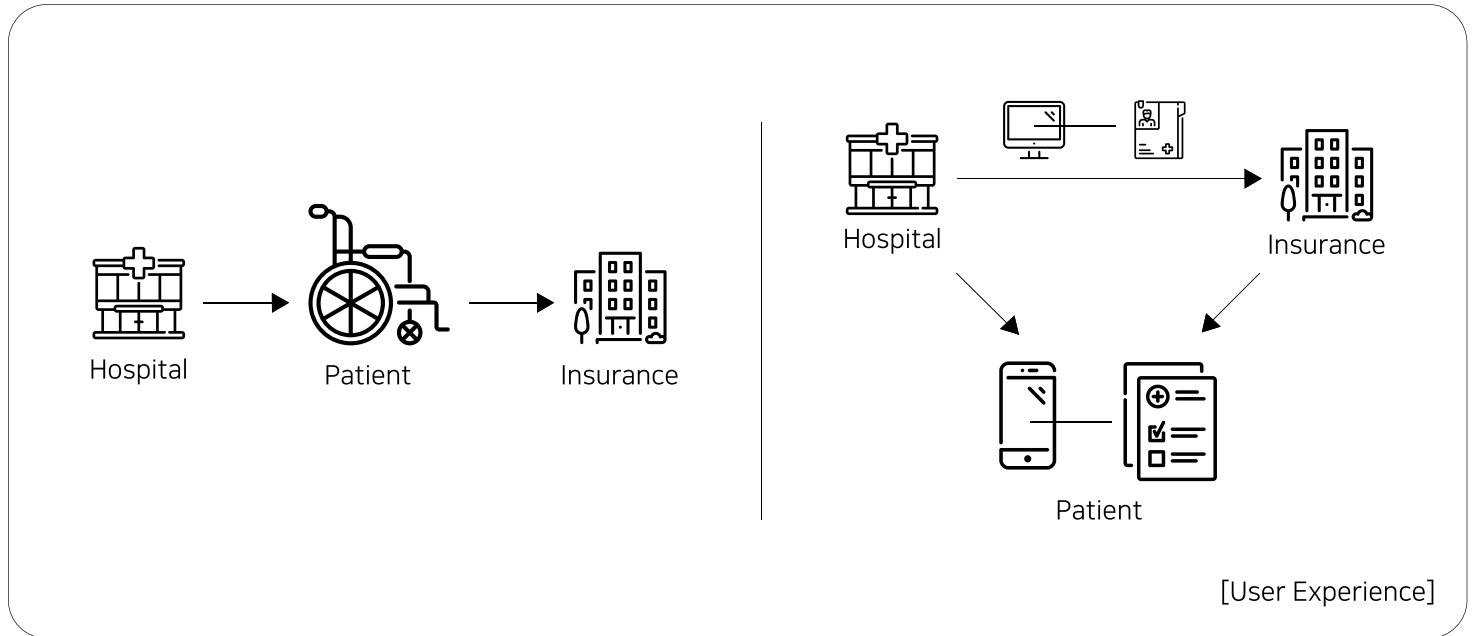 Hospital
Patient
Insurance
Hospital
Insurance
Patient
[User Experience]